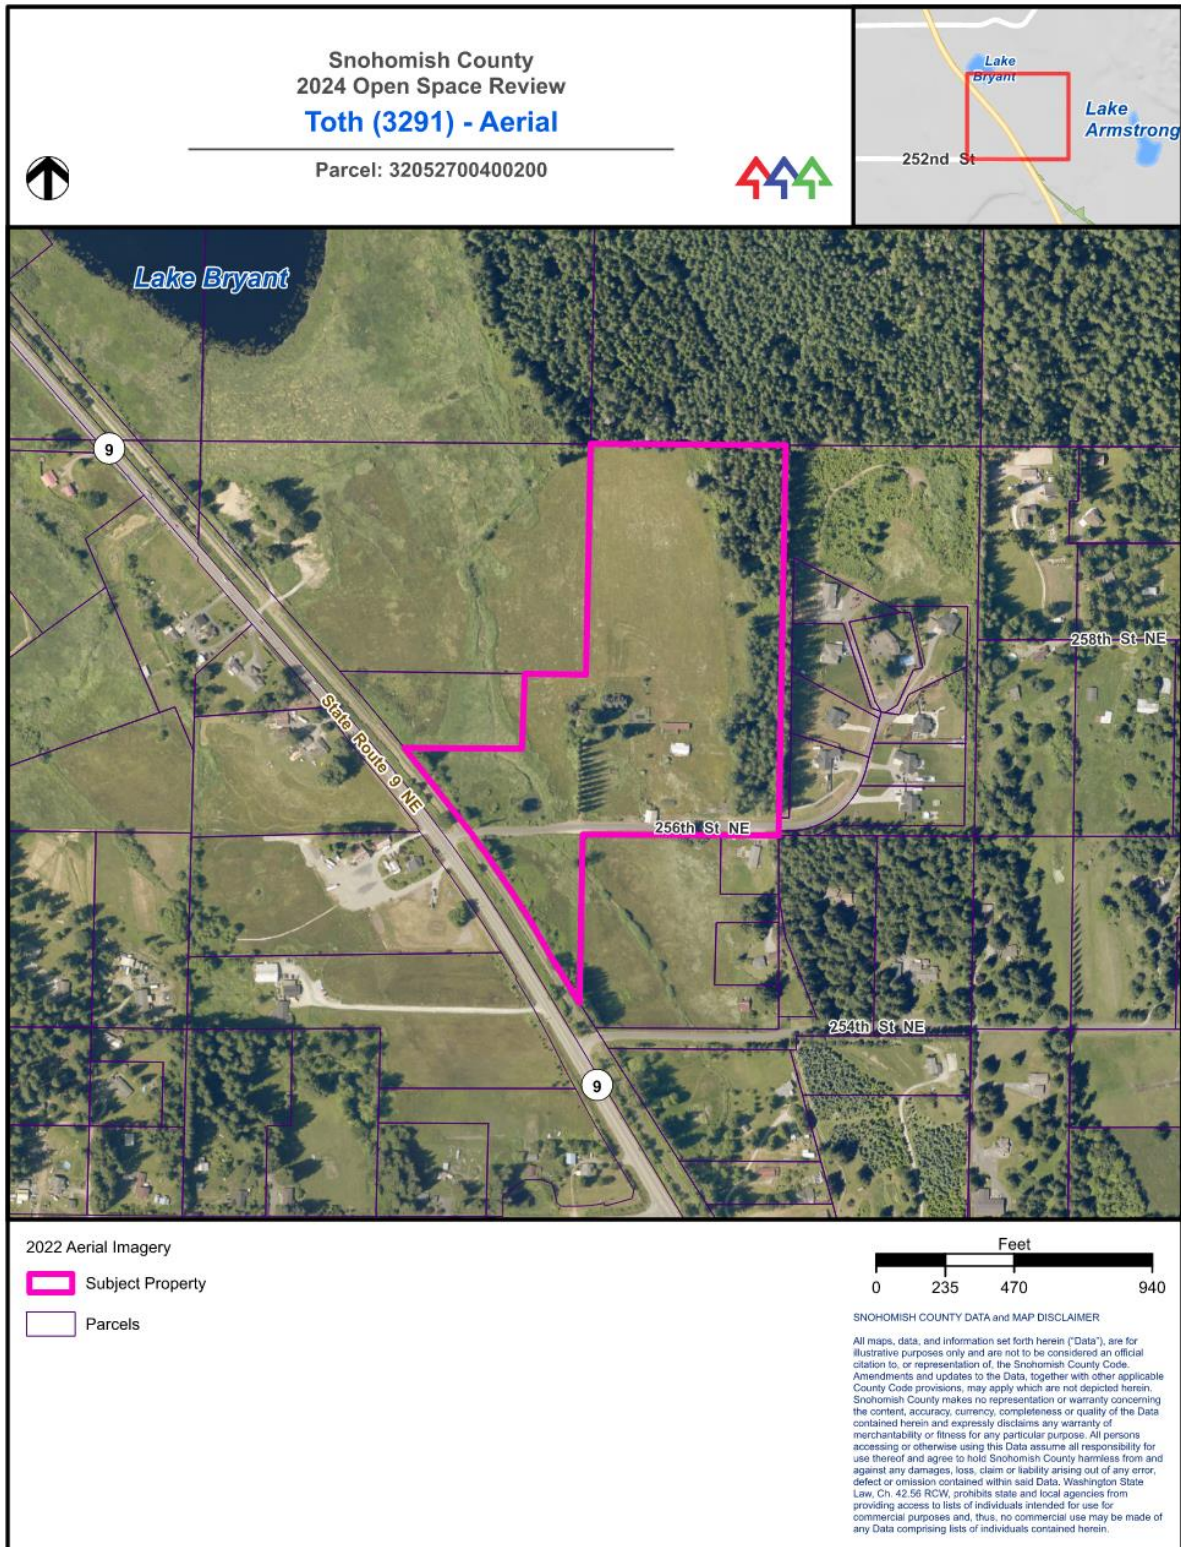 Snohomish County
2024 Open Space Review
Toth (3291) - Aerial
Parcel: 32052700400200
Lake
Bryant
Lake
Armstrong
252nd St
Lake Bryant
9
258th St NE
State Route 9 NE
256th St NE
254th St NE
9
2022 Aerial Imagery
Subject Property
Parcels
Feet
0 235 470 940
SNOHOMISH COUNTY DATA and MAP DISCLAIMER
All maps, data, and information set forth herein ("Data"), are for
illustrative purposes only and are not to be considered an official
citation to, or representation of, the Snohomish County Code.
Amendments and updates to the Data, together with other applicable
County Code provisions, may apply which are not depicted herein.
Snohomish County makes no representation or warranty concerning
the content, accuracy, currency, completeness or quality of the Data
contained herein and expressly disclaims any warranty of
merchantability or fitness for any particular purpose. All persons
accessing or otherwise using this Data assume all responsibility for
use thereof and agree to hold Snohomish County harmless from and
against any damages, loss, claim or liability arising out of any error,
defect or omission contained within said Data. Washington State
Law, Ch. 42.56 RCW, prohibits state and local agencies from
providing access to lists of individuals intended for use for
commercial purposes and, thus, no commercial use may be made of
any Data comprising lists of individuals contained herein.